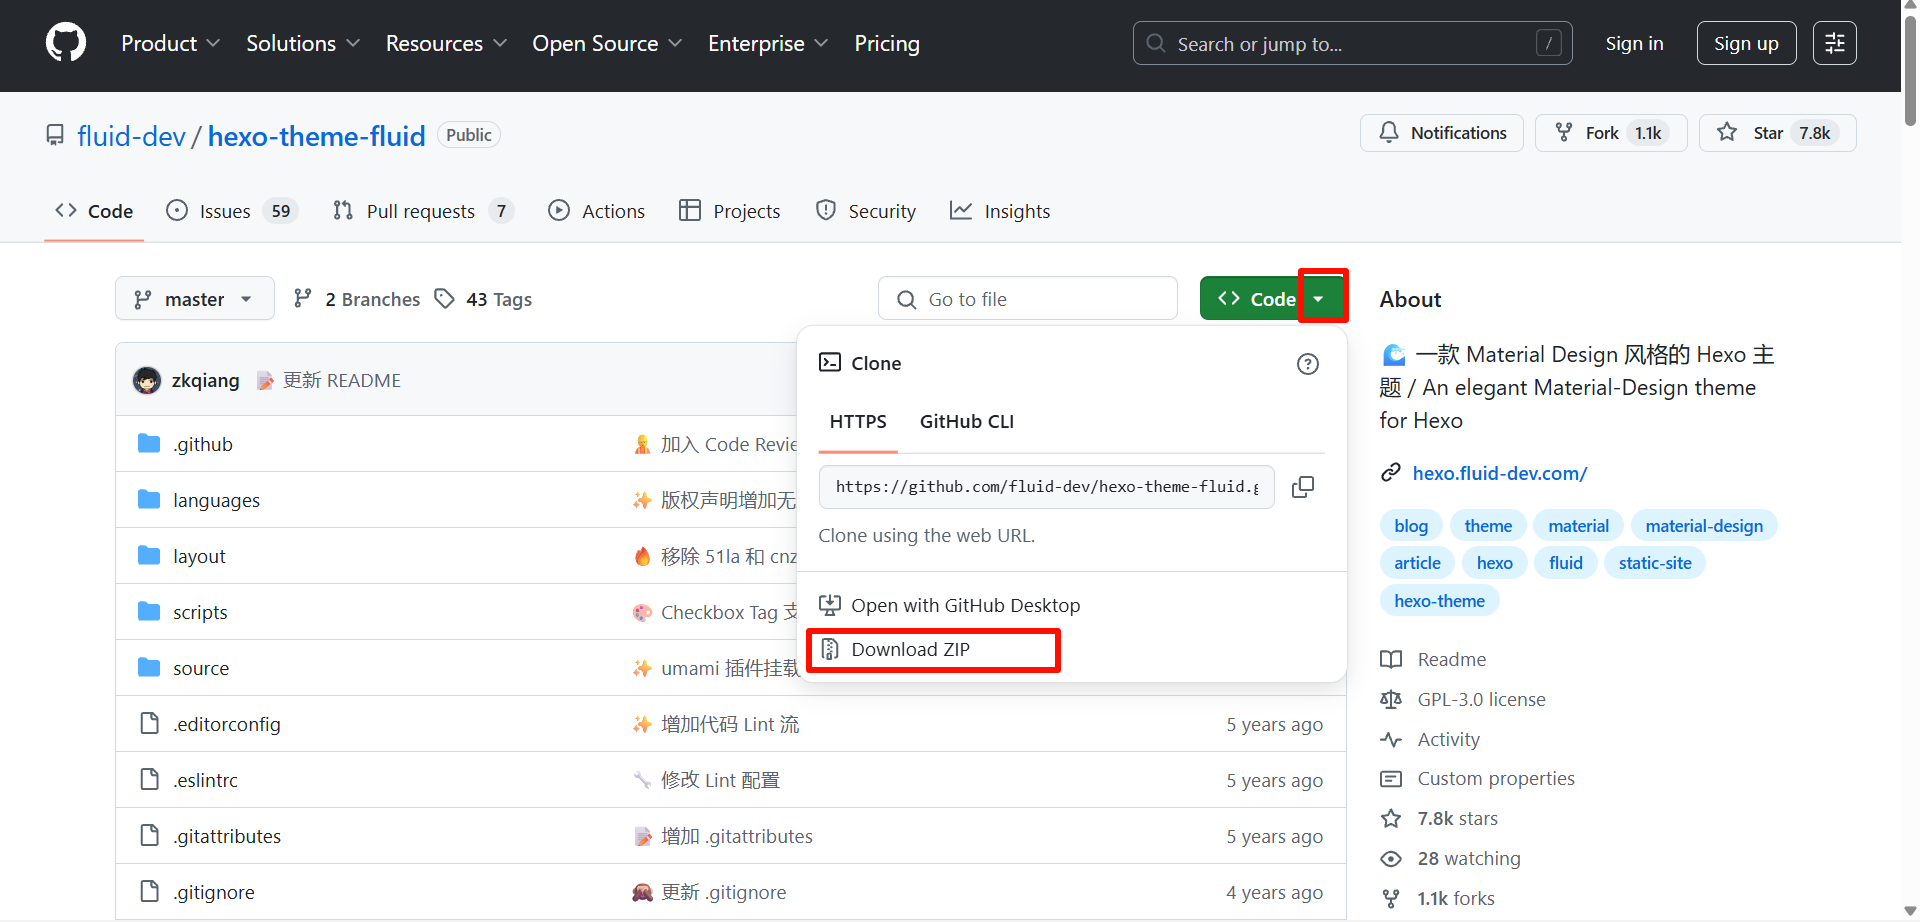 Product Solutions Resources Open Source Enterprise Pricing Search or jump to... / Sign in Sign up
fluid-dev / hexo-theme-fluid Public Notifications Fork 1.1k Star 7.8k
Code Issues 59 Pull requests 7 Actions Projects Security Insights
master 2 Branches 43 Tags Go to file Code
zkqiang 更新 README
.github 加入 Code Revie
languages 版权声明增加无
layout 移除 51la 和 cnz
scripts Checkbox Tag 支
source umami 插件挂载
.editorconfig 增加代码 Lint 流 5 years ago
.eslintrc 修改 Lint 配置 5 years ago
.gitattributes 增加 .gitattributes 5 years ago
.gitignore 更新 .gitignore 4 years ago
Clone
HTTPS GitHub CLI
https://github.com/fluid-dev/hexo-theme-fluid.g
Clone using the web URL.
Open with GitHub Desktop
Download ZIP
About
一款 Material Design 风格的 Hexo 主
题 / An elegant Material-Design theme
for Hexo
hexo.fluid-dev.com/
blog theme material material-design
article hexo fluid static-site
hexo-theme
Readme
GPL-3.0 license
Activity
Custom properties
7.8k stars
28 watching
1.1k forks